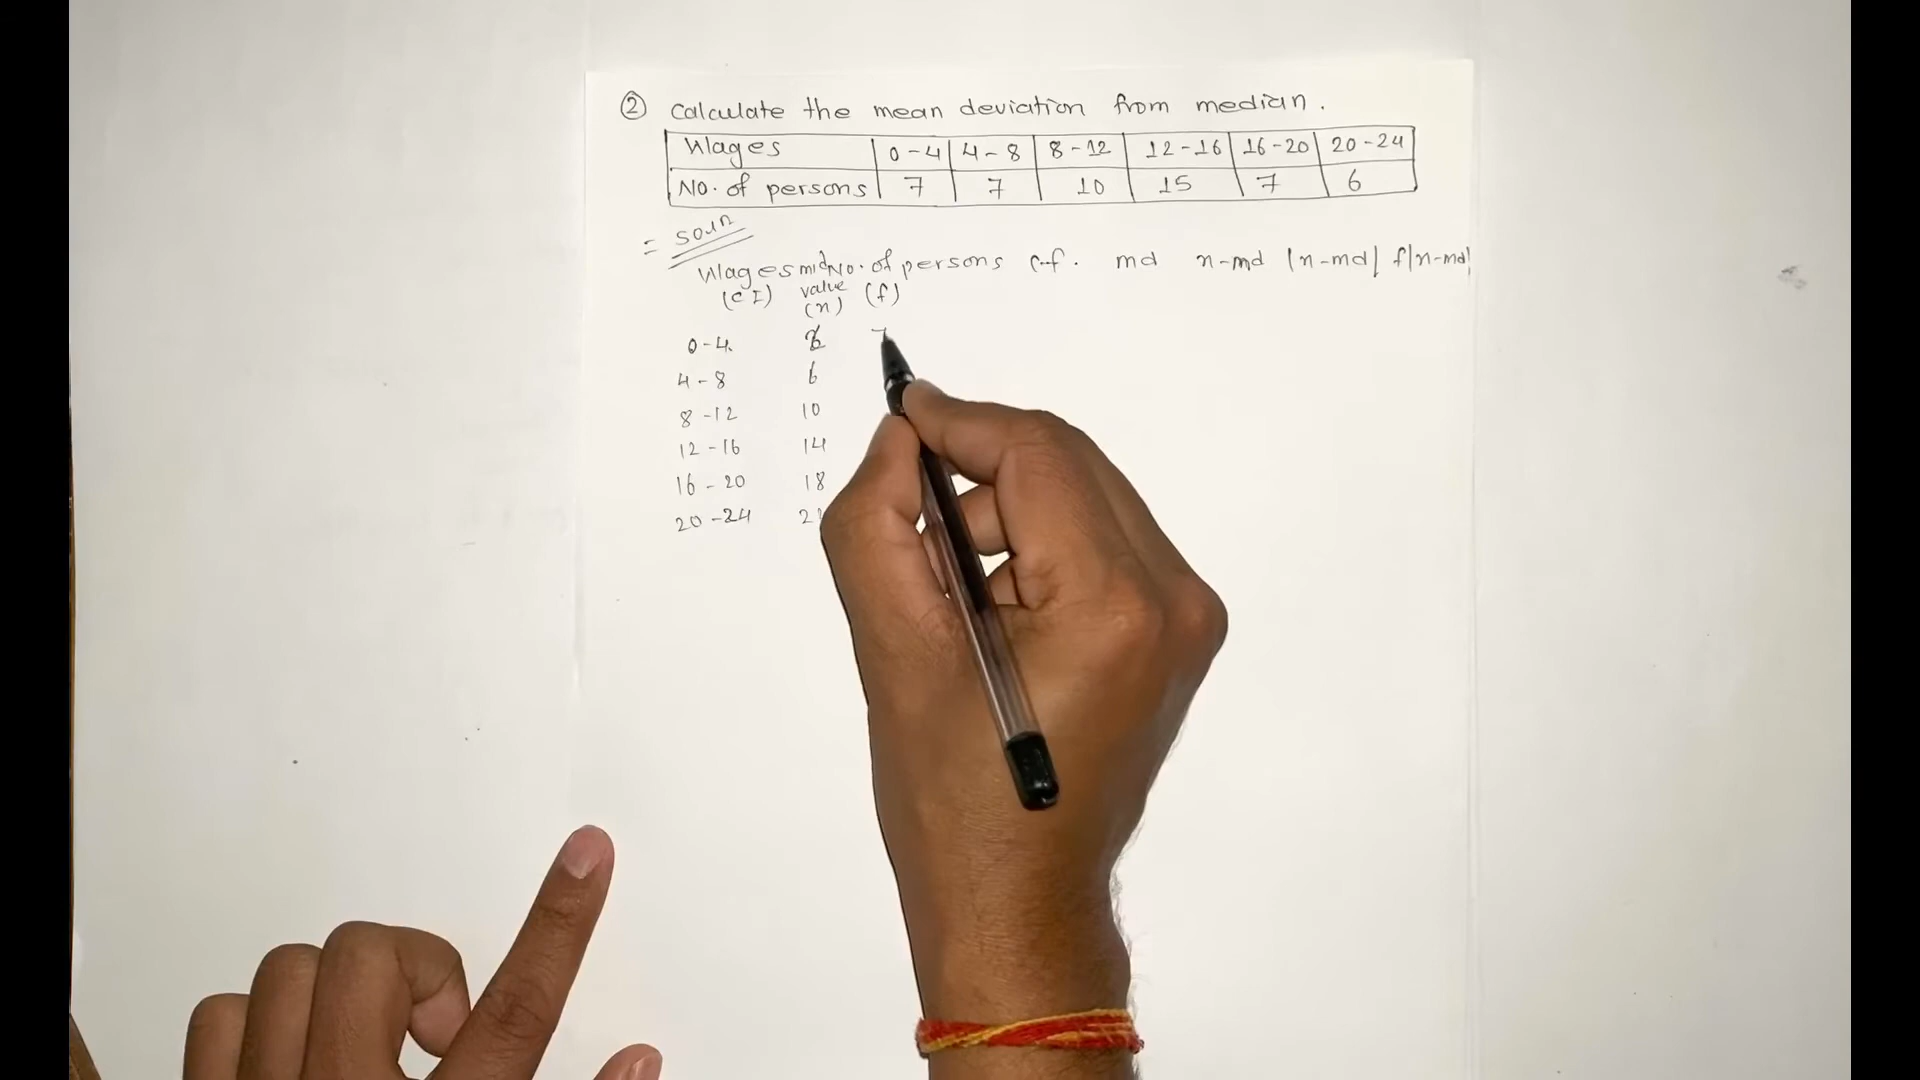 ② Calculate the mean deviation from median.
Wages 0-4 4-8 8-12 12-16 16-20 20-24
No. of persons 7 7 10 15 7 6
= Soln
Wages mid No. of persons c.f. md x-md |x-md| f|x-md|
(CI) value (f)
(x)
0-4 7
4-8 6
8-12 10
12-16 14
16-20 18
20-24